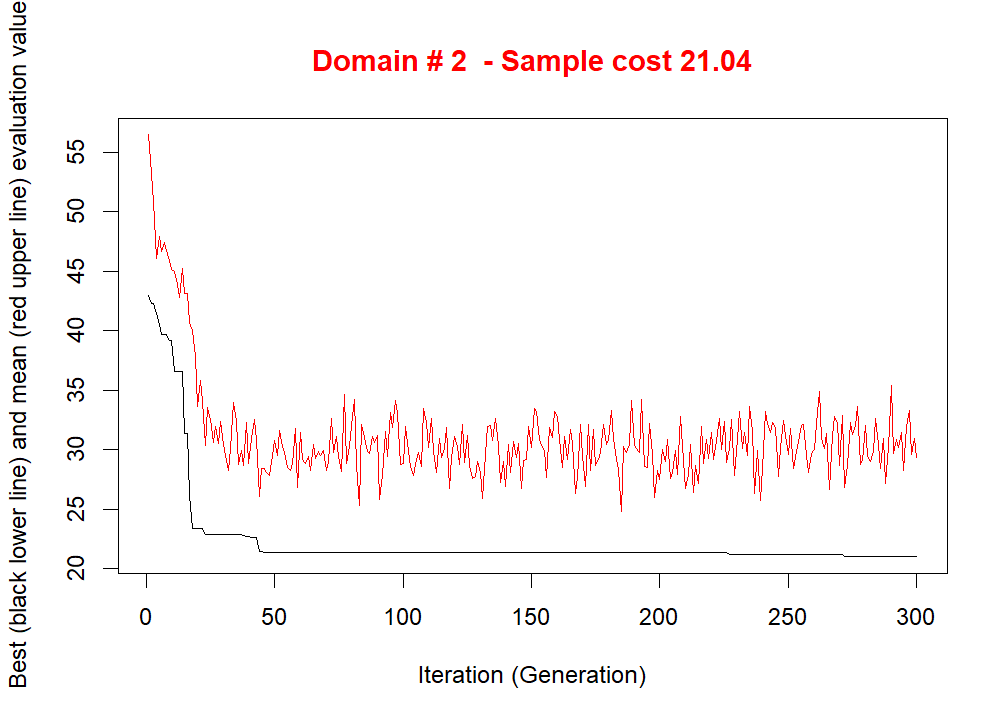 Domain # 2 - Sample cost 21.04
Best (black lower line) and mean (red upper line) evaluation value
55
50
45
40
35
30
25
20
0 50 100 150 200 250 300
Iteration (Generation)